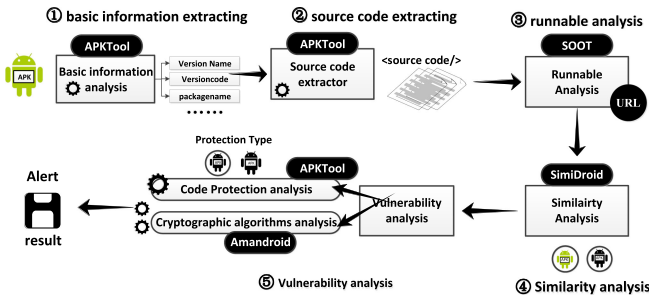 ① basic information extracting
② source code extracting
③ runnable analysis
APKTool
Basic information
analysis
APK
Version Name
Versioncode
packagename
APKTool
Source code
extractor
<source code/>
SOOT
Runnable
Analysis
URL
Protection Type
APKTool
Code Protection analysis
Cryptographic algorithms analysis
Amandroid
Vulnerability
analysis
SimiDroid
Similairty
Analysis
Alert
result
⑤ Vulnerability analysis
④ Similarity analysis